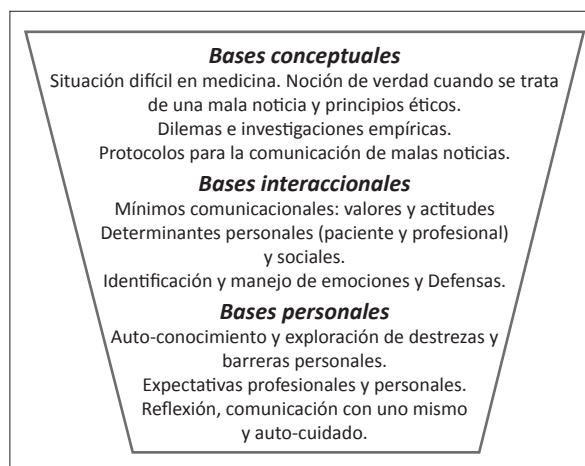 Bases conceptuales
Situación difícil en medicina. Noción de verdad cuando se trata
de una mala noticia y principios éticos.
Dilemas e investigaciones empíricas.
Protocolos para la comunicación de malas noticias.
Bases interaccionales
Mínimos comunicacionales: valores y actitudes
Determinantes personales (paciente y profesional)
y sociales.
Identificación y manejo de emociones y Defensas.
Bases personales
Auto-conocimiento y exploración de destrezas y
barreras personales.
Expectativas profesionales y personales.
Reflexión, comunicación con uno mismo
y auto-cuidado.